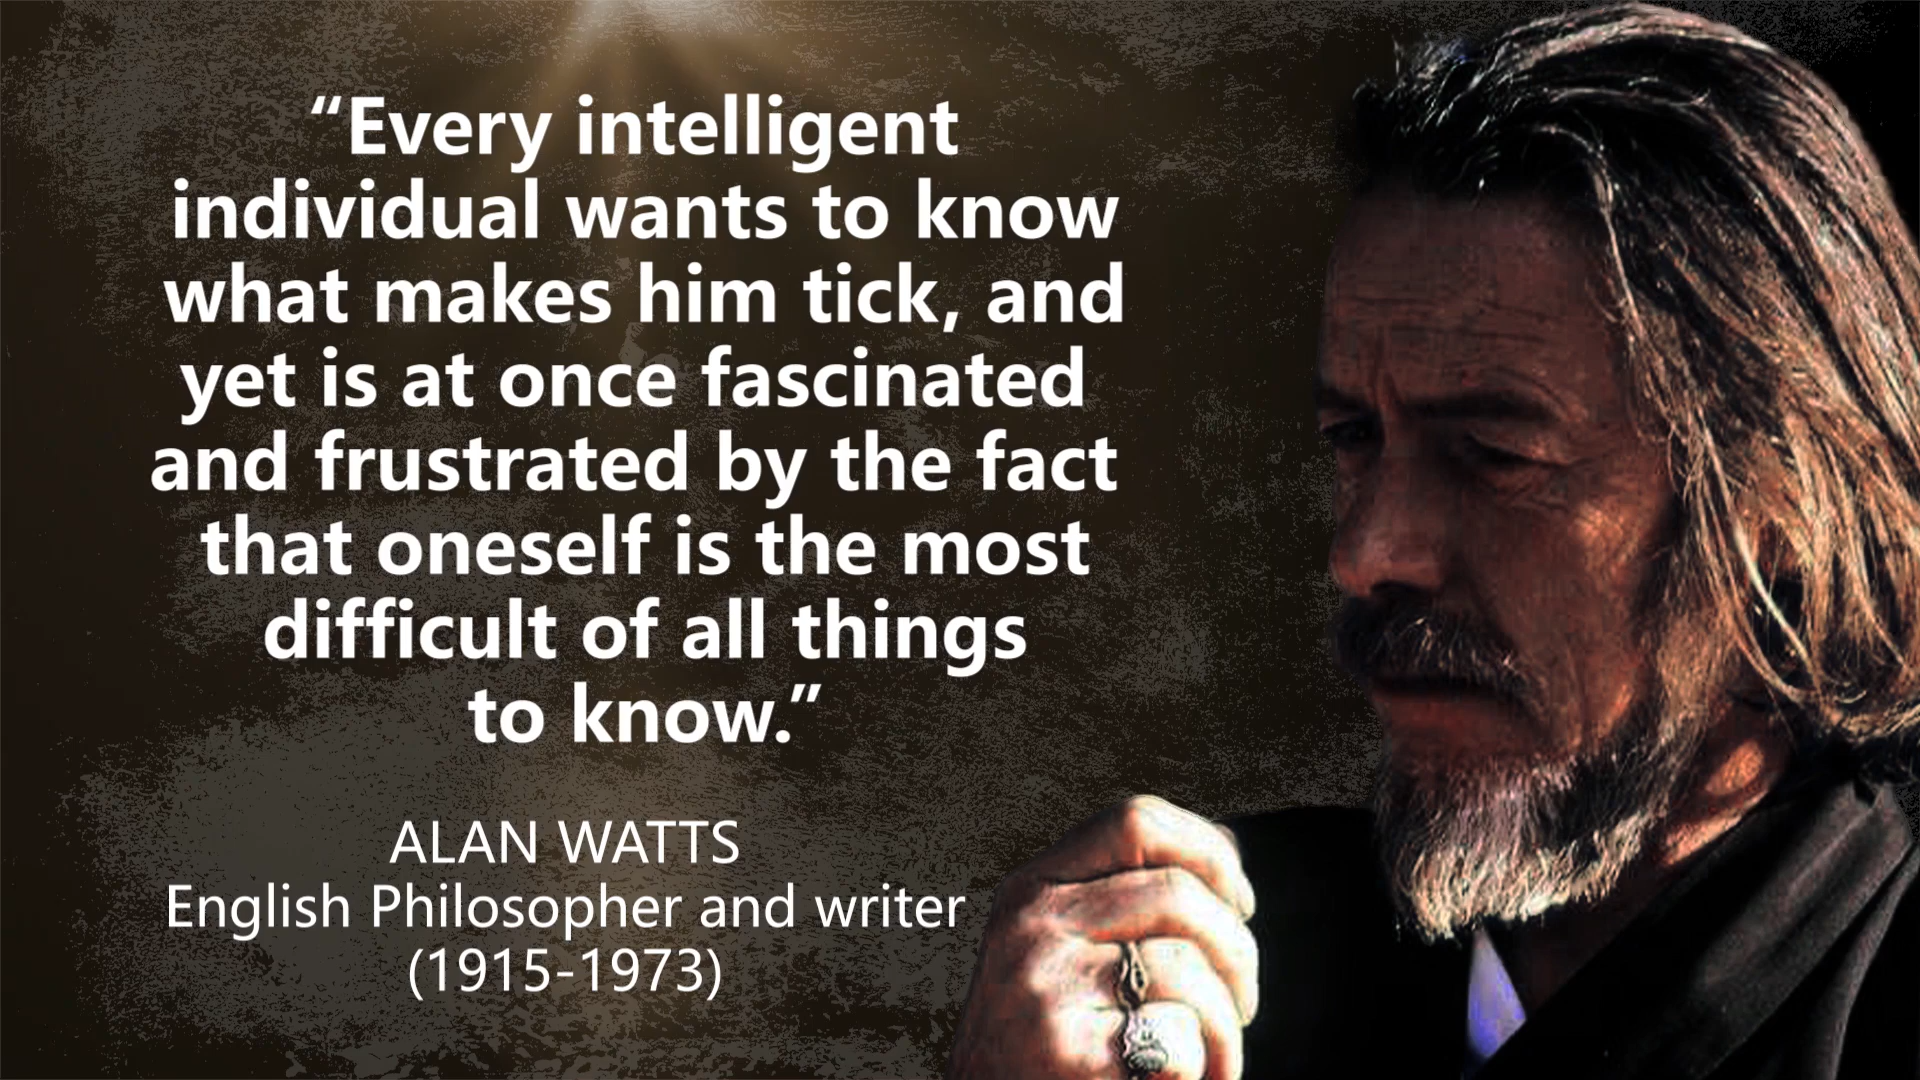 “Every intelligent
individual wants to know
what makes him tick, and
yet is at once fascinated
and frustrated by the fact
that oneself is the most
difficult of all things
to know.”
ALAN WATTS
English Philosopher and writer
(1915-1973)